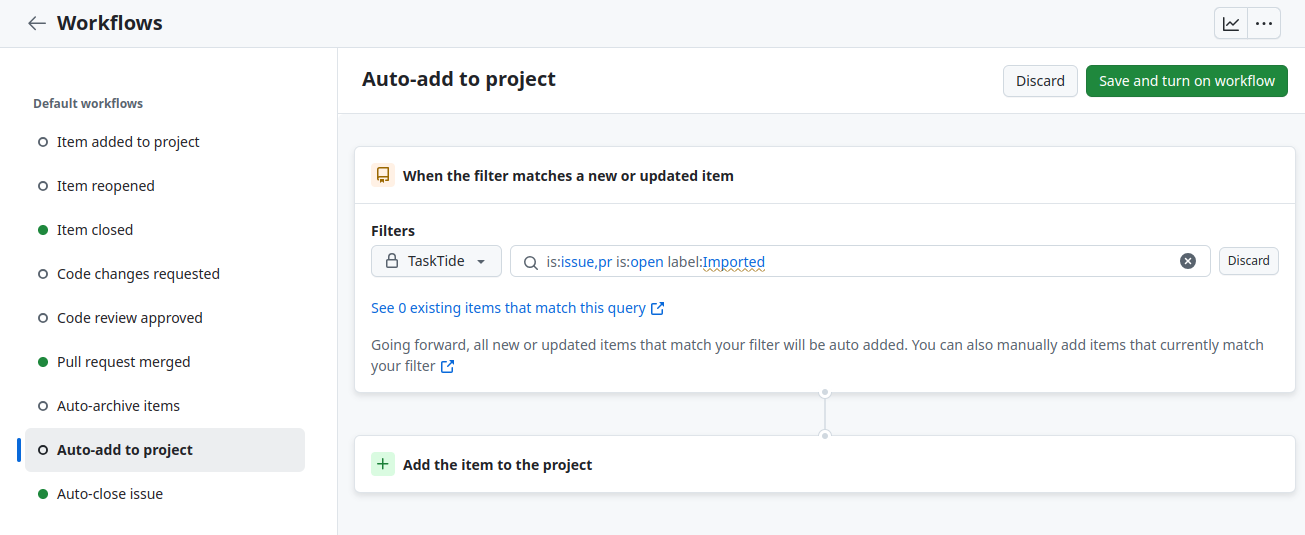 Workflows
Default workflows
Item added to project
Item reopened
Item closed
Code changes requested
Code review approved
Pull request merged
Auto-archive items
Auto-add to project
Auto-close issue
Auto-add to project
Discard
Save and turn on workflow
When the filter matches a new or updated item
Filters
TaskTide
is:issue,pr is:open label:Imported
Discard
See 0 existing items that match this query
Going forward, all new or updated items that match your filter will be auto added. You can also manually add items that currently match
your filter
Add the item to the project